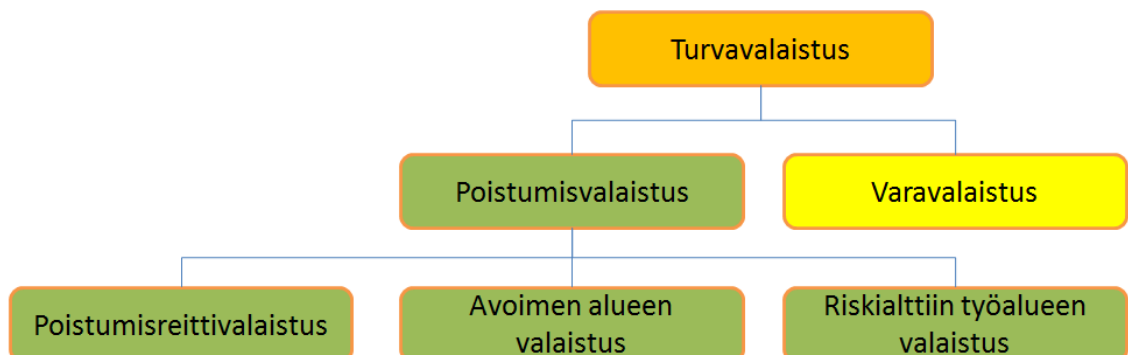 Turvavalaistus
Poistumisvalaistus
Varavalaistus
Poistumisreittivalaistus
Avoimen alueen
valaistus
Riskialttiin työalueen
valaistus